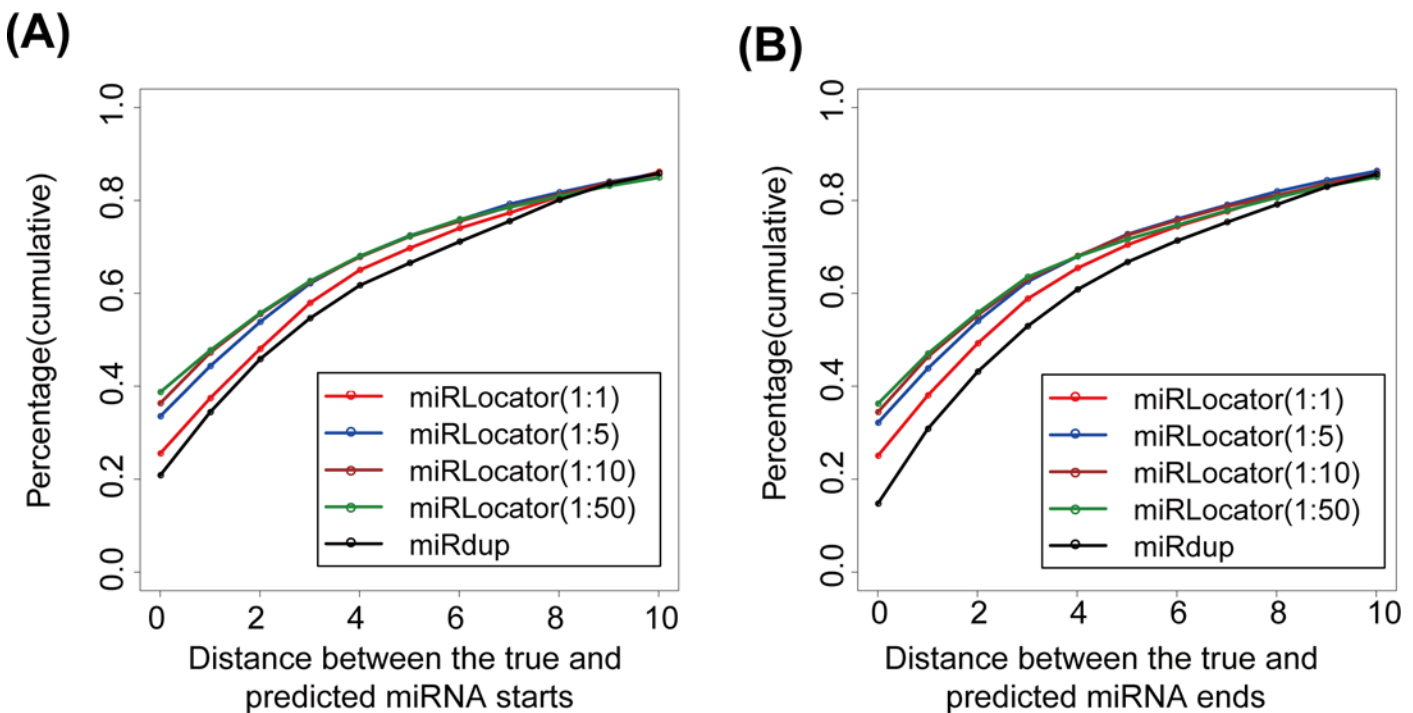 (A)
Percentage(cumulative)
1.0
0.8
0.6
0.4
0.2
0.0
miRLocator(1:1)
miRLocator(1:5)
miRLocator(1:10)
miRLocator(1:50)
miRdup
0 2 4 6 8 10
Distance between the true and
predicted miRNA starts
(B)
Percentage(cumulative)
1.0
0.8
0.6
0.4
0.2
0.0
miRLocator(1:1)
miRLocator(1:5)
miRLocator(1:10)
miRLocator(1:50)
miRdup
0 2 4 6 8 10
Distance between the true and
predicted miRNA ends